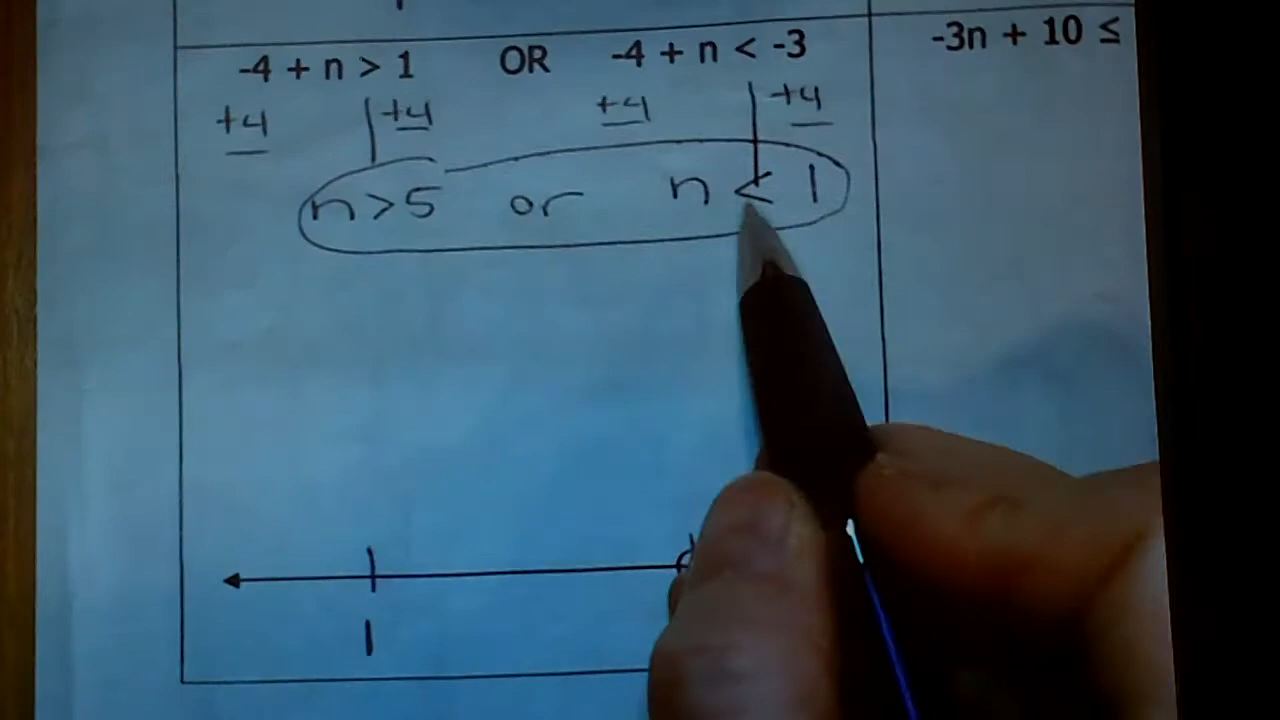 -4 + n > 1 OR -4 + n < -3
+4 +4 +4 +4
n > 5 or n < 1
1
-3n + 10 ≤